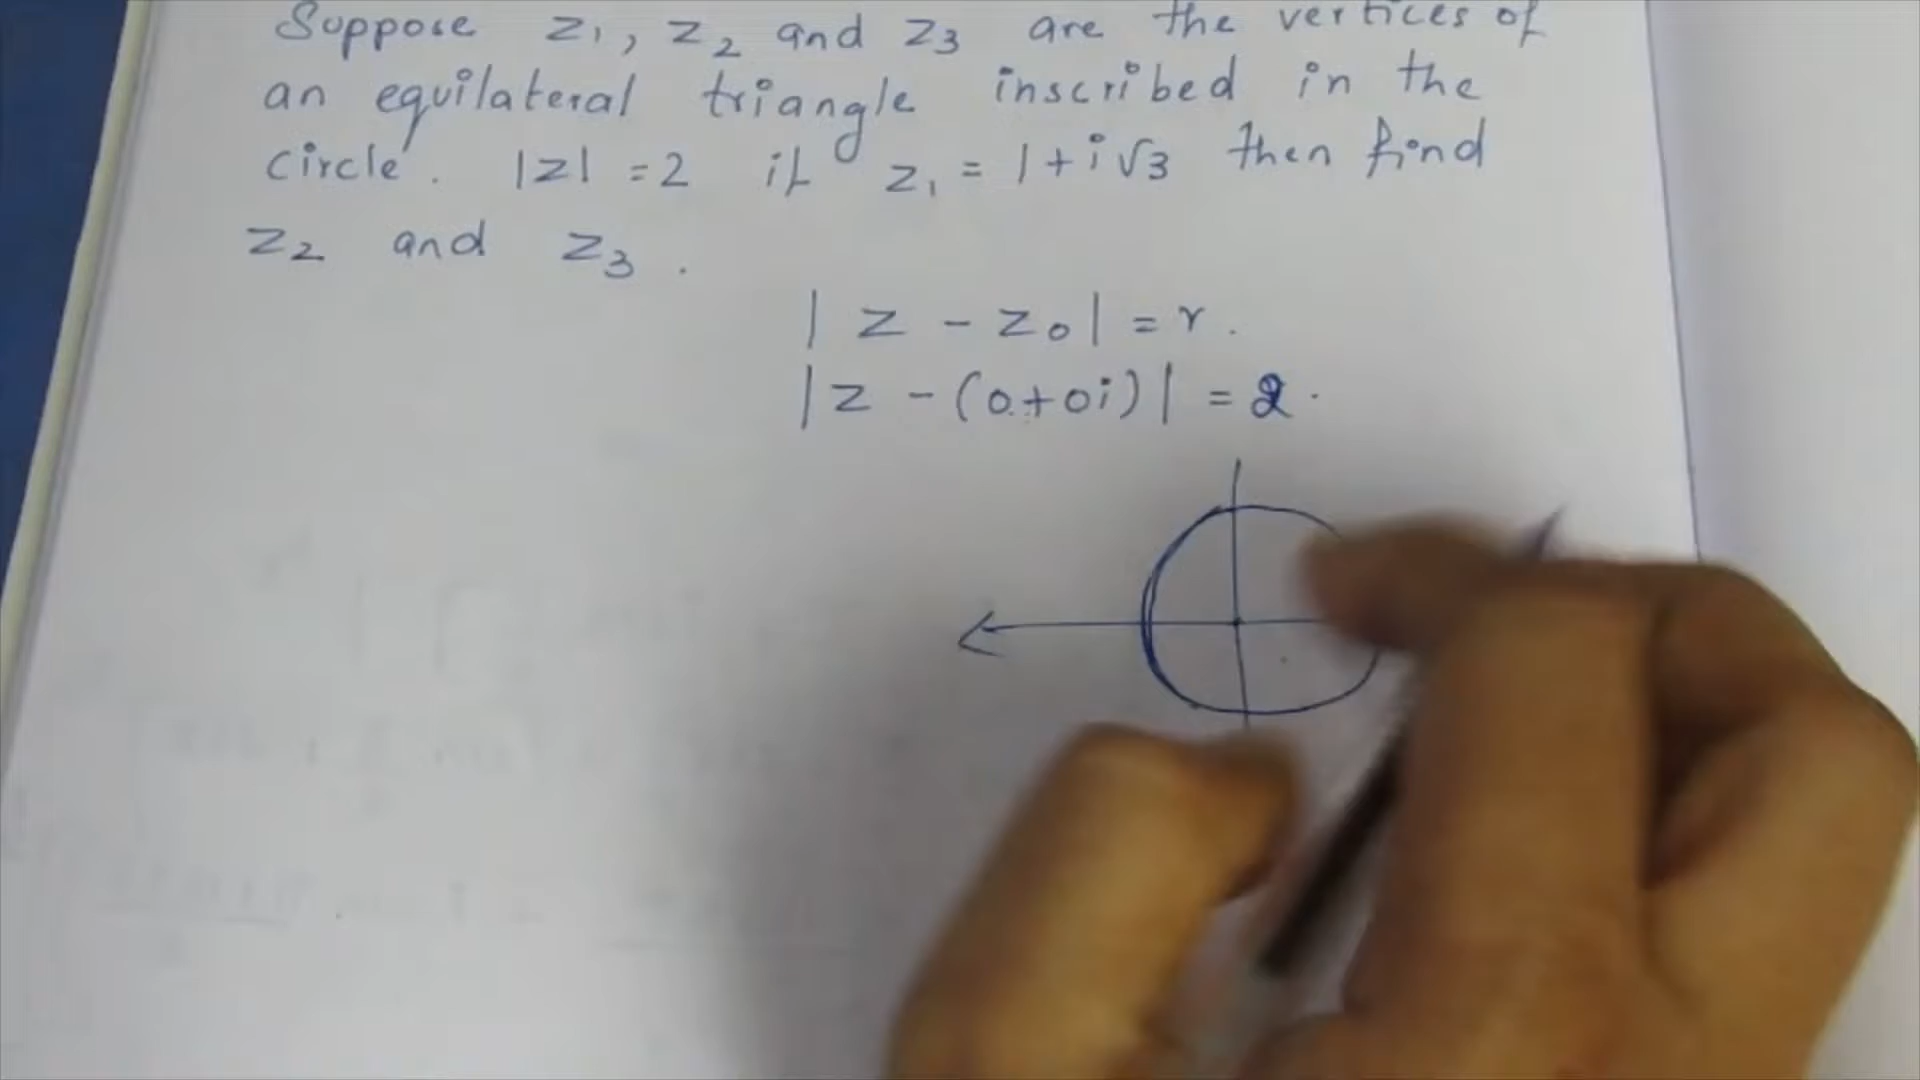 Suppose z1, z2 and z3 are the vertices of
an equilateral triangle inscribed in the
circle. |z| = 2 if z1 = 1 + i√3 then find
z2 and z3.
|z - z0| = r.
|z - (0+0i)| = 2.